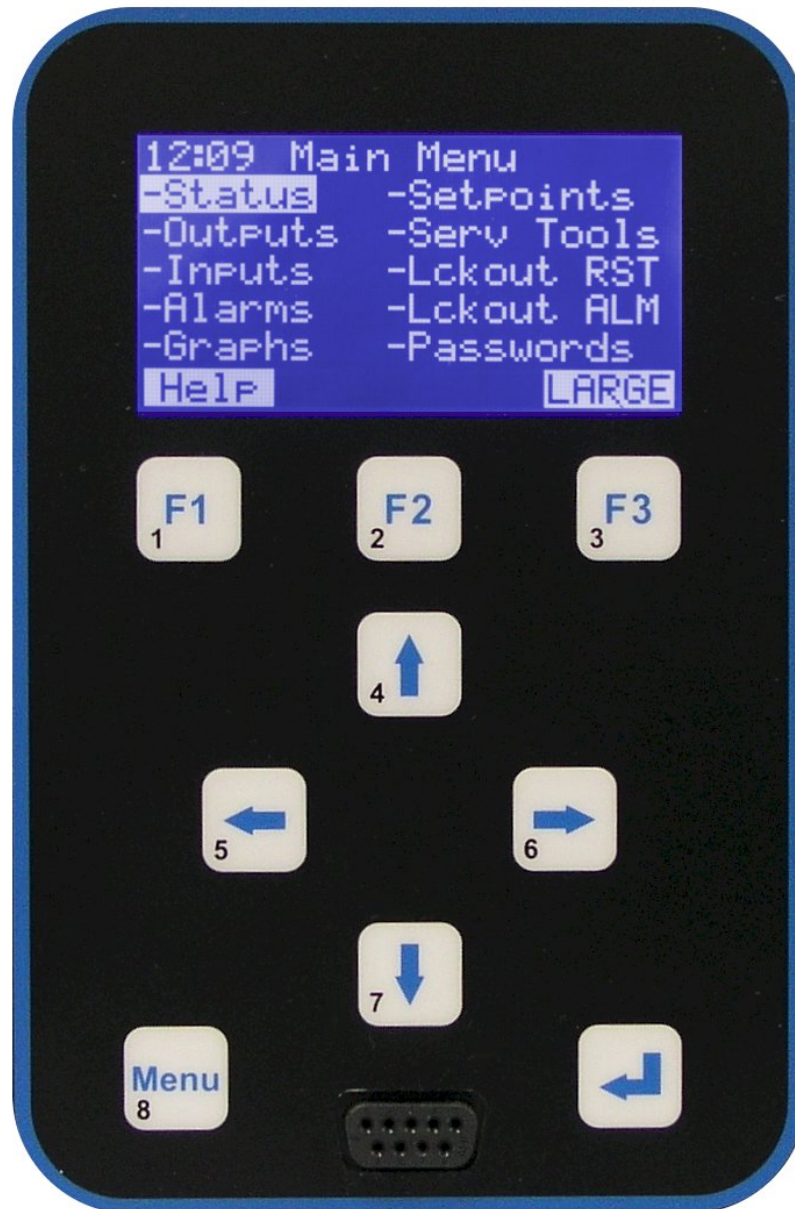 12:09 Main Menu
-Status -Setpoints
-Outputs -Serv Tools
-Inputs -Lckout RST
-Alarms -Lckout ALM
-Graphs -Passwords
Help LARGE
F1 F2 F3
1 2 3
4
5 6
7
Menu
8